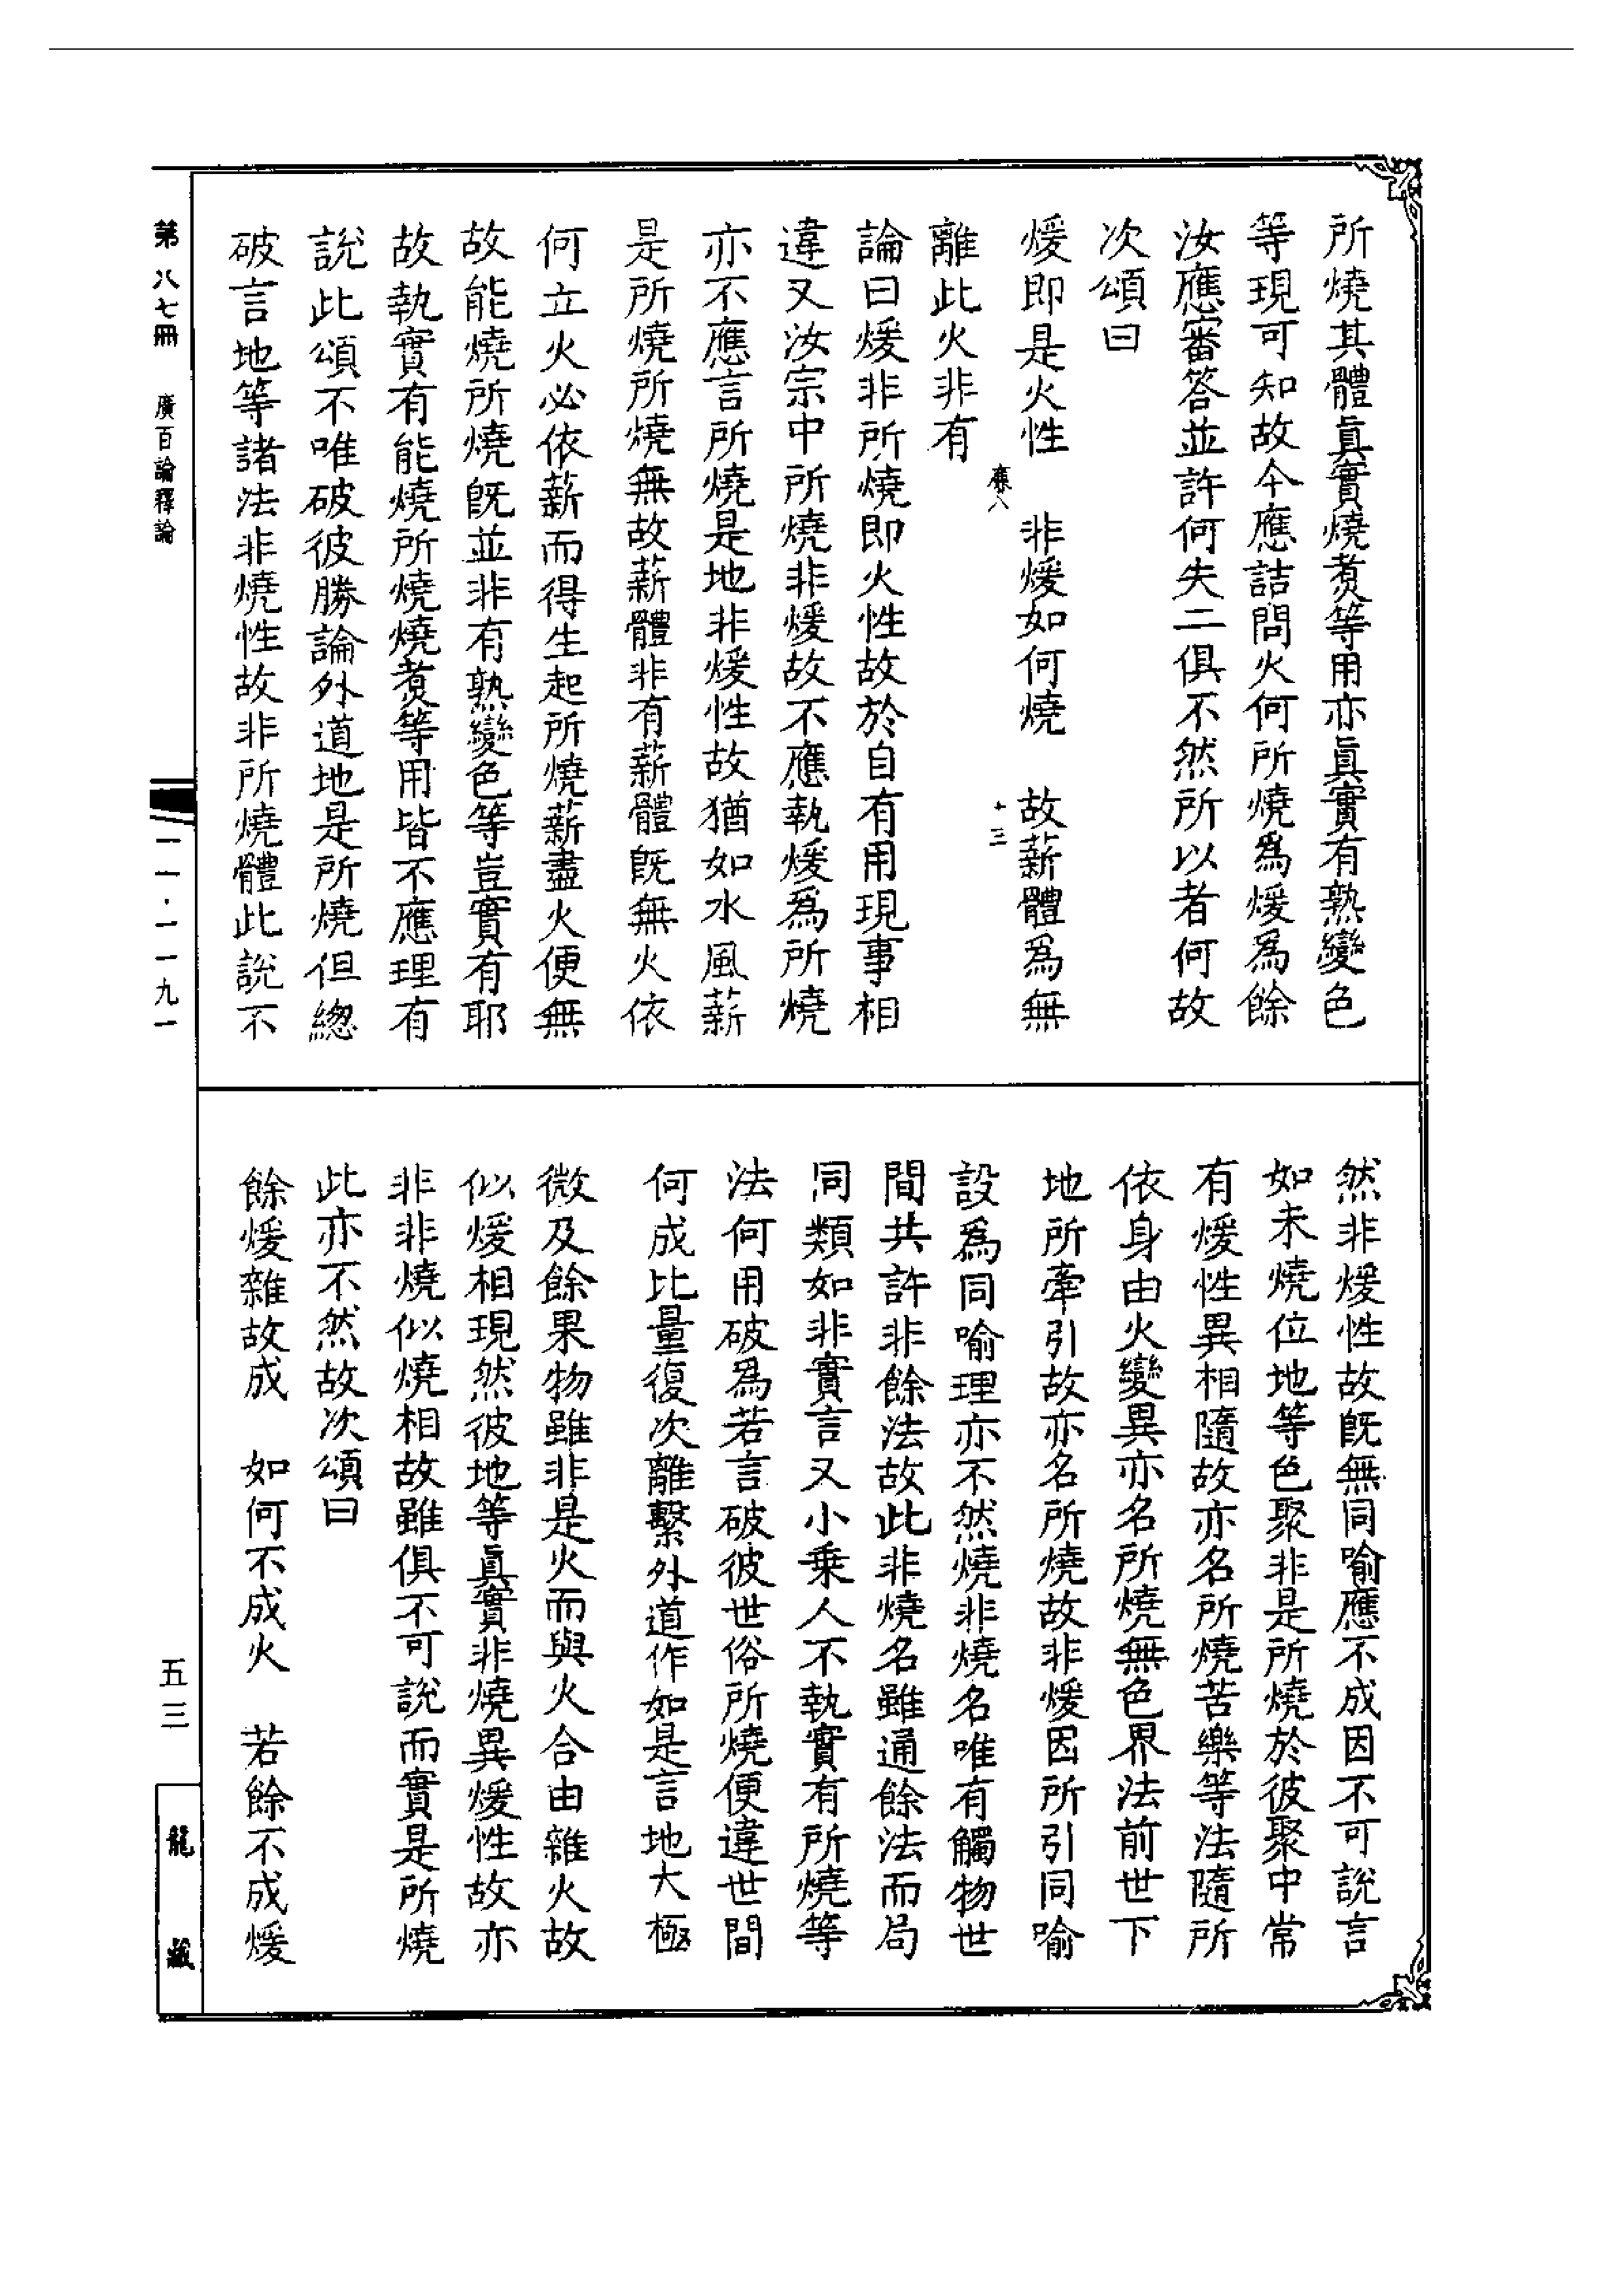 所燒其體眞實燒煑等用亦眞實有熟變色
等現可知故今應詰問火何所燒爲煖爲餘
汝應審答並許何失二俱不然所以者何故
次頌曰
煖即是火性　非煖如何燒　故薪體爲無
離此火非有
論曰煖非所燒即火性故於自有用現事相
違又汝宗中所燒非煖故不應執煖爲所燒
亦不應言所燒是地非煖性故猶如水風薪
是所燒所燒無故薪體非有薪體旣無火依
何立火必依薪而得生起所燒薪盡火便無
故能燒所燒旣並非有熟變色等豈實有耶
故執實有能燒所燒燒煑等用皆不應理有
說此頌不唯破彼勝論外道地是所燒但總
破言地等諸法非燒性故非所燒體此說不
然非煖性故旣無同喻應不成因不可說言
如未燒位地等色聚非是所燒於彼聚中常
有煖性異相隨故亦名所燒苦樂等法隨所
依身由火變異亦名所燒無色界法前世下
地所牽引故亦名所燒故非煖因所引同喻
設爲同喻理亦不然燒非燒名唯有觸物世
間共許非餘法故此非燒名雖通餘法而局
同類如非實言又小乗人不執實有所燒等
法何用破爲若言破彼世俗所燒便違世間
何成比量復次離繫外道作如是言地大極
微及餘果物雖非是火而與火合由雜火故
似煖相現然彼地等眞實非燒異煖性故亦
非非燒似燒相故雖俱不可說而實是所燒
此亦不然故次頌曰
餘煖雜故成　如何不成火　若餘不成煖
第八七冊　廣百論釋論
一一·一一九一
五三
龍藏
十三